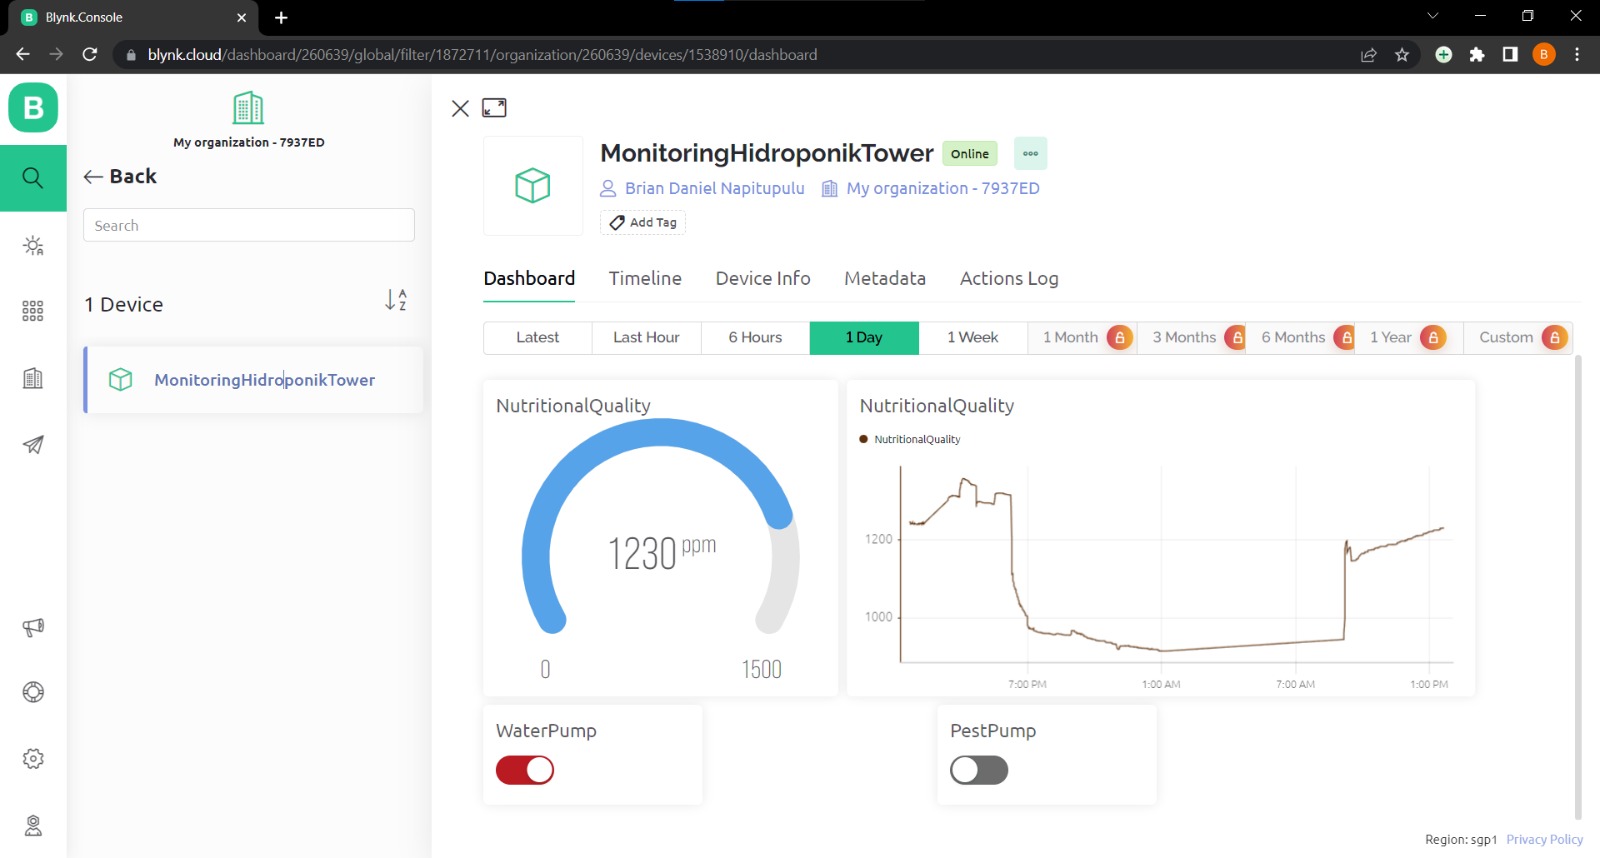 Blynk.Console
blynk.cloud/dashboard/260639/global/filter/1872711/organization/260639/devices/1538910/dashboard
B
B
My organization - 7937ED
Back
Search
1 Device
A
Z
MonitoringHidroponikTower
MonitoringHidroponikTower Online
Brian Daniel Napitupulu My organization - 7937ED
Add Tag
Dashboard Timeline Device Info Metadata Actions Log
Latest Last Hour 6 Hours 1 Day 1 Week 1 Month 3 Months 6 Months 1 Year Custom
NutritionalQuality
1230 ppm
0 1500
NutritionalQuality
NutritionalQuality
1200
1000
7:00 PM 1:00 AM 7:00 AM 1:00 PM
WaterPump
PestPump
Region: sgp1 Privacy Policy